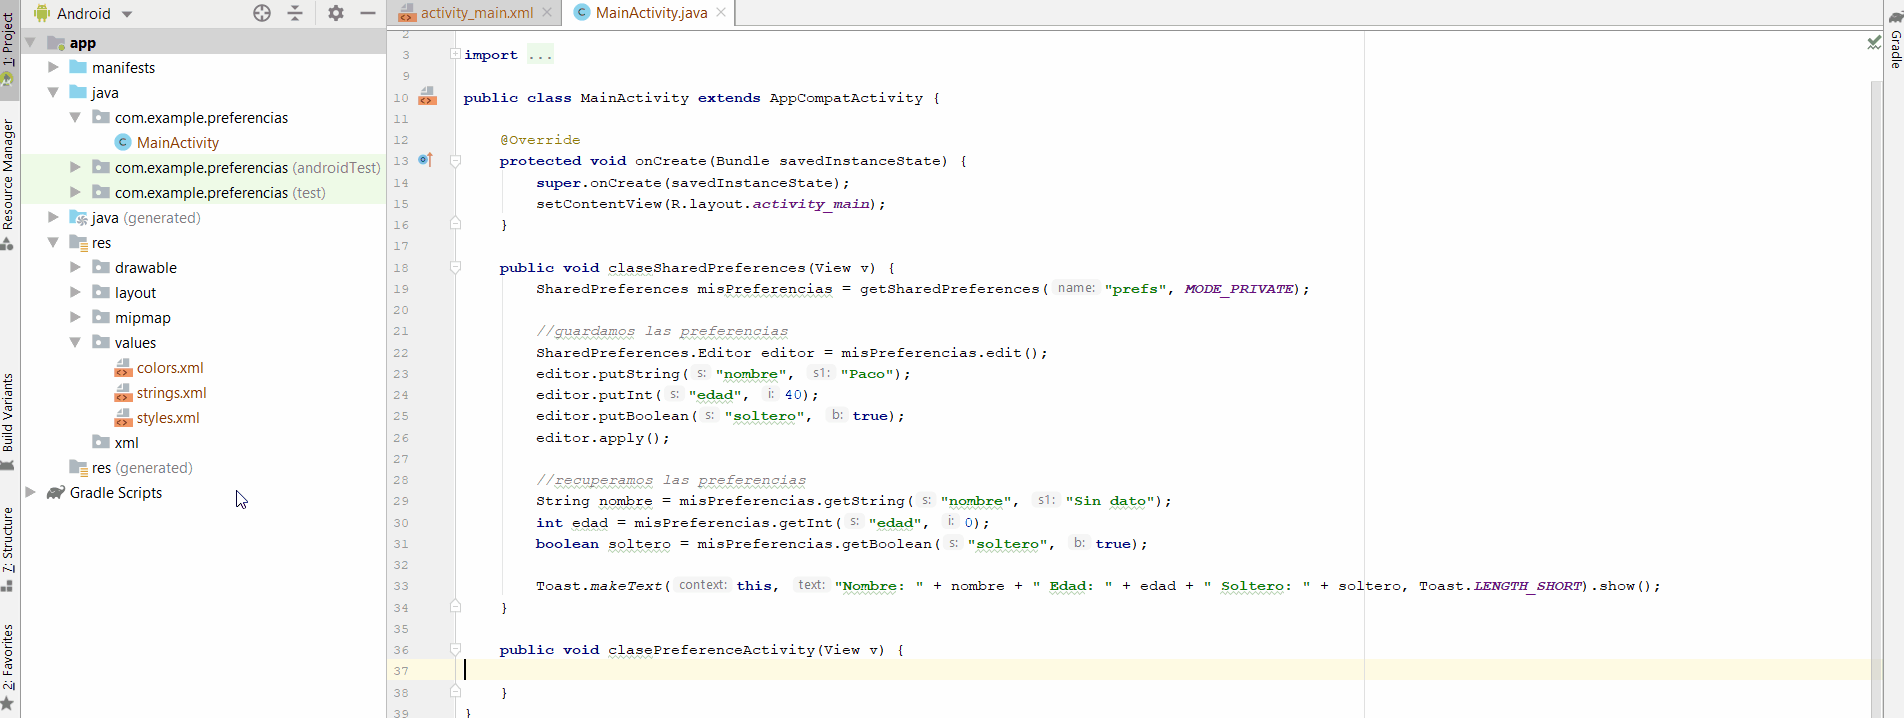 Android
activity_main.xml
MainActivity.java
1: Project
Resource Manager
Build Variants
7: Structure
2: Favorites
Gradle
app
manifests
java
com.example.preferencias
MainActivity
com.example.preferencias (androidTest)
com.example.preferencias (test)
java (generated)
res
drawable
layout
mipmap
values
colors.xml
strings.xml
styles.xml
xml
res (generated)
Gradle Scripts
2
3 import ...
9
10 public class MainActivity extends AppCompatActivity {
11
12 @Override
13 protected void onCreate(Bundle savedInstanceState) {
14 super.onCreate(savedInstanceState);
15 setContentView(R.layout.activity_main);
16 }
17
18 public void claseSharedPreferences(View v) {
19 SharedPreferences misPreferencias = getSharedPreferences( name: "prefs", MODE_PRIVATE);
20
21 //guardamos las preferencias
22 SharedPreferences.Editor editor = misPreferencias.edit();
23 editor.putString( s: "nombre", s1: "Paco");
24 editor.putInt( s: "edad", i: 40);
25 editor.putBoolean( s: "soltero", b: true);
26 editor.apply();
27
28 //recuperamos las preferencias
29 String nombre = misPreferencias.getString( s: "nombre", s1: "Sin dato");
30 int edad = misPreferencias.getInt( s: "edad", i: 0);
31 boolean soltero = misPreferencias.getBoolean( s: "soltero", b: true);
32
33 Toast.makeText( context: this, text: "Nombre: " + nombre + " Edad: " + edad + " Soltero: " + soltero, Toast.LENGTH_SHORT).show();
34 }
35
36 public void clasePreferenceActivity(View v) {
37
38 }
39 }